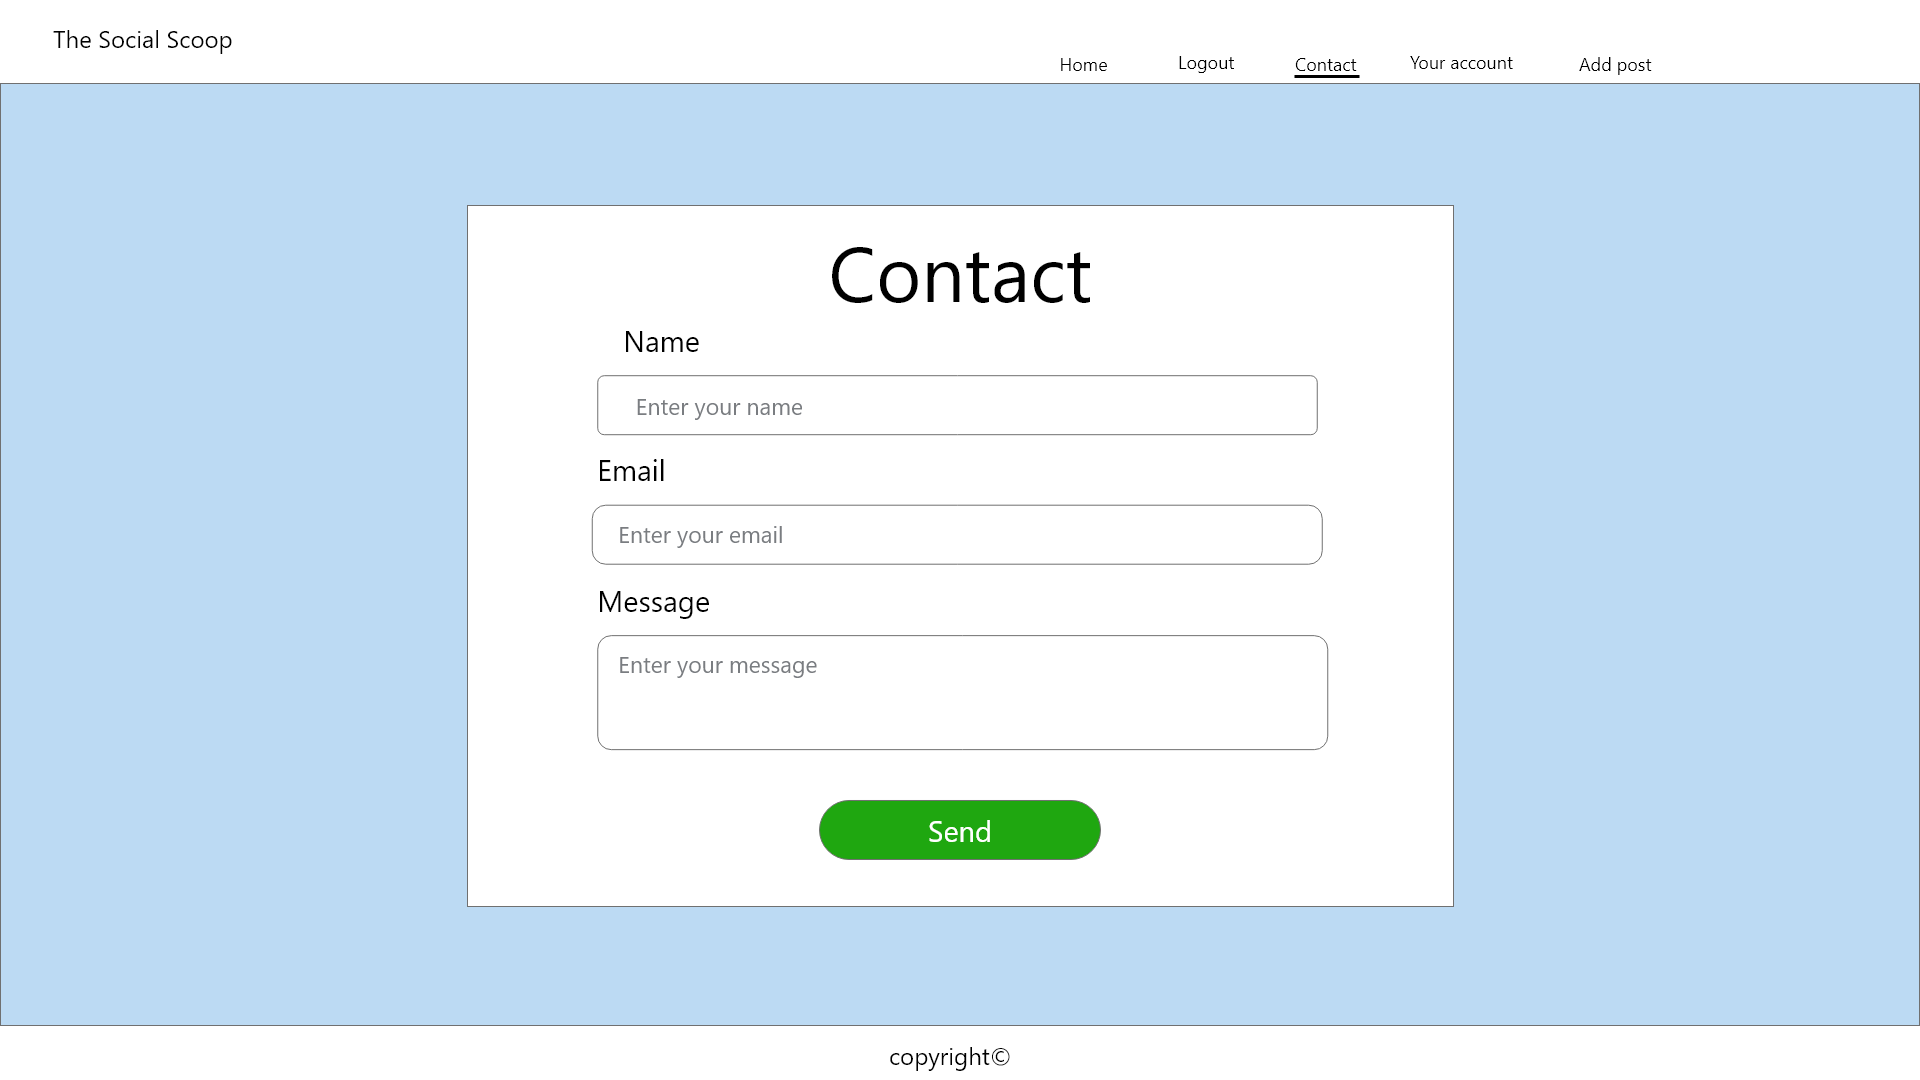 The Social Scoop
Home Logout Contact Your account Add post
Contact
Name
Enter your name
Email
Enter your email
Message
Enter your message
Send
copyright©